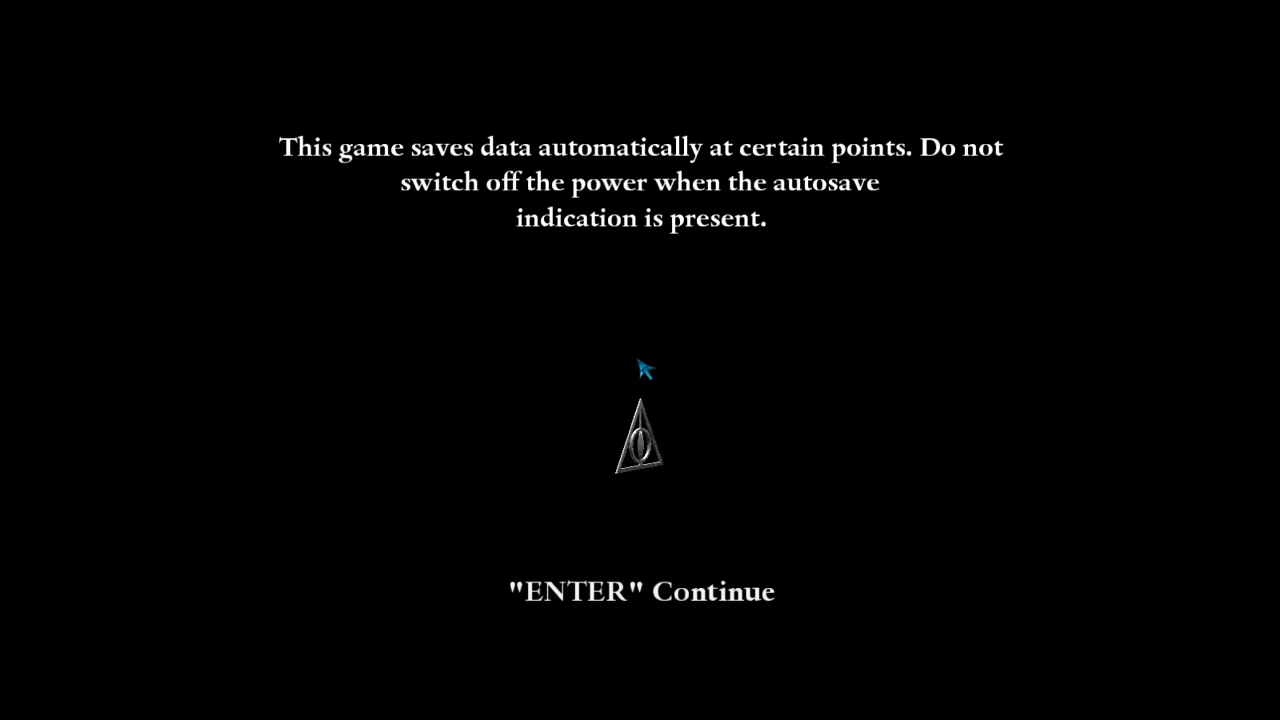 This game saves data automatically at certain points. Do not
switch off the power when the autosave
indication is present.
"ENTER" Continue